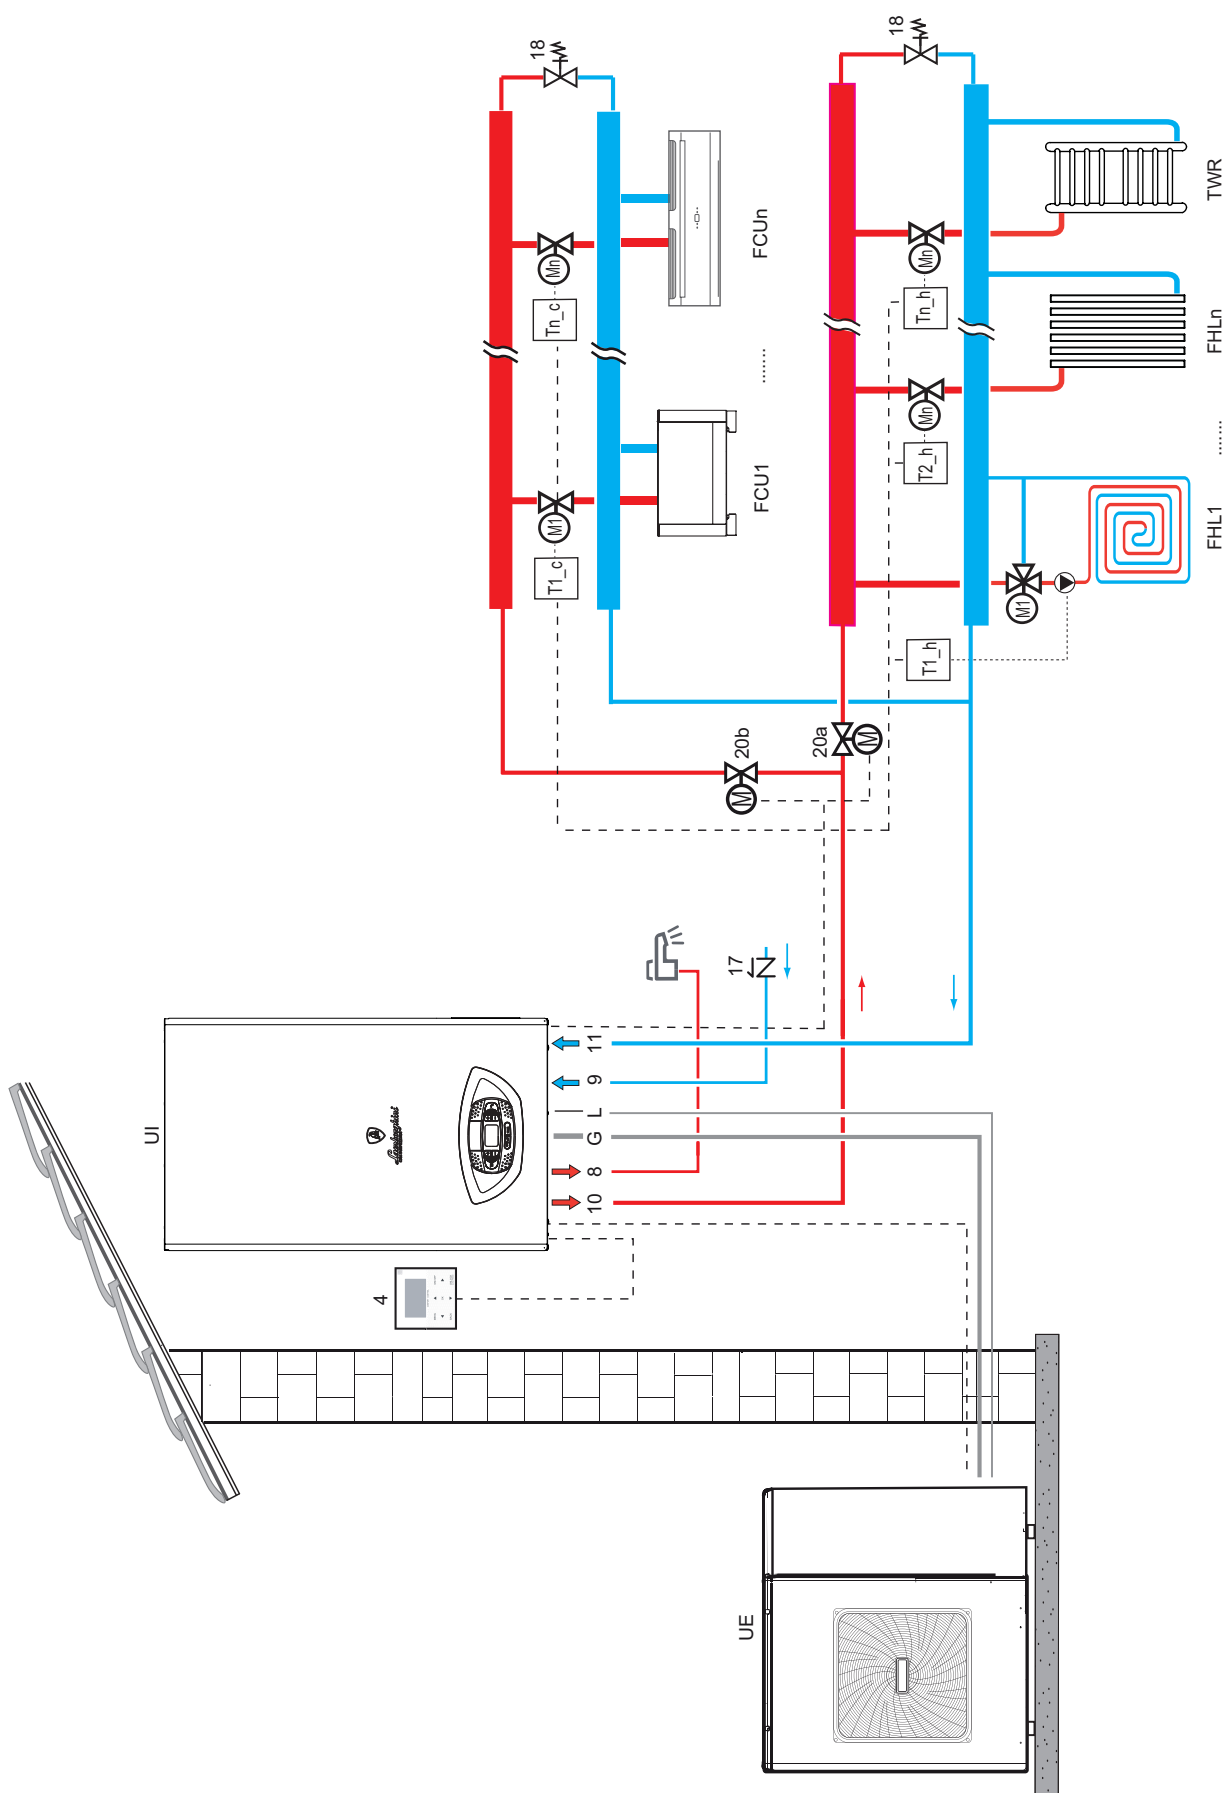 UE
UI
4
10
8
G
L
9
11
17
20b
20a
M
M
T1_c
M1
Tn_c
Mn
18
FCU1
.......
FCUn
T1_h
M1
T2_h
Mn
Tn_h
Mn
18
FHL1
.......
FHLn
TWR
Lamborghini